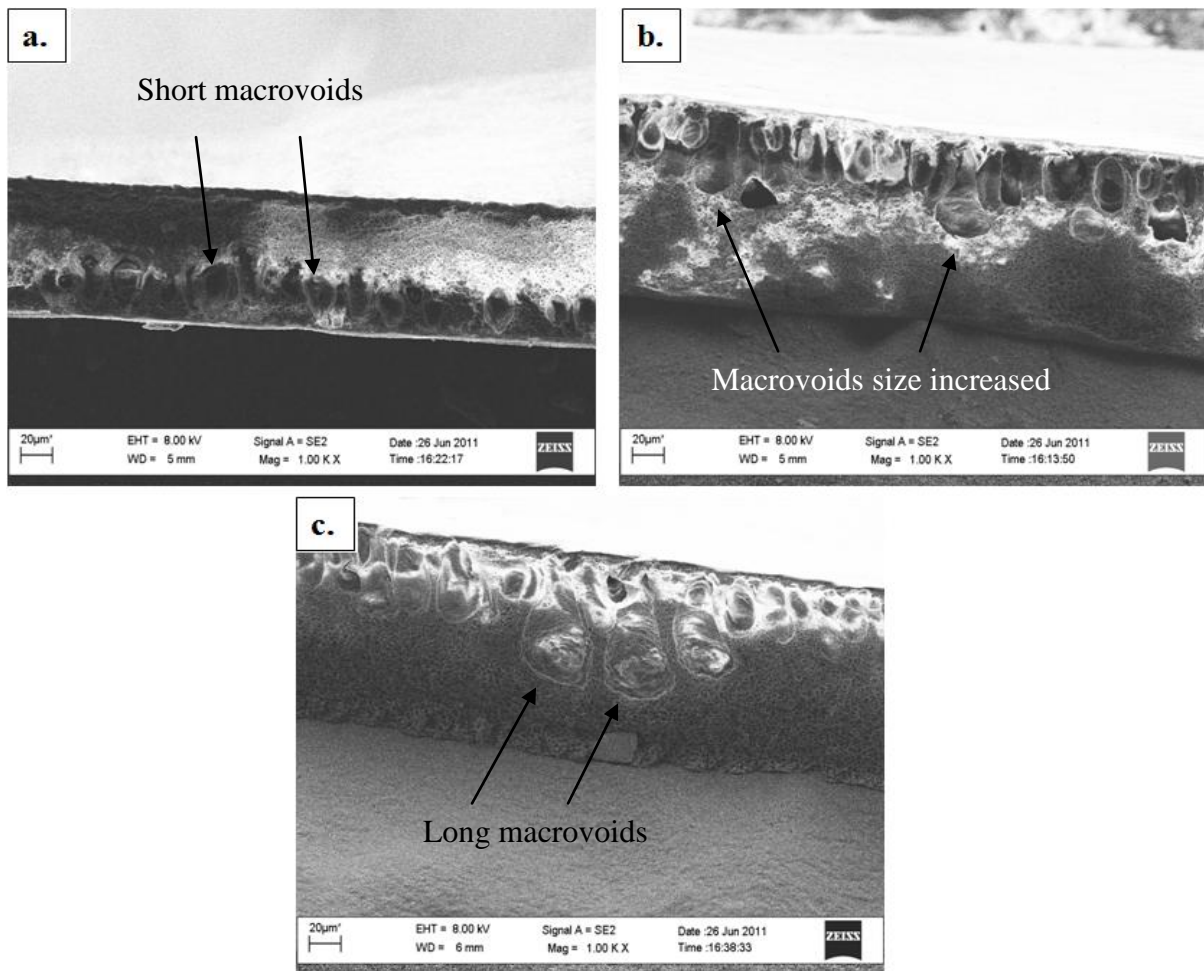 a.
Short macrovoids
20µm
EHT = 8.00 kV Signal A = SE2 Date :26 Jun 2011
WD = 5 mm Mag = 1.00 K X Time :16:22:17
ZEISS
b.
Macrovoids size increased
20µm
EHT = 8.00 kV Signal A = SE2 Date :26 Jun 2011
WD = 5 mm Mag = 1.00 K X Time :16:13:50
ZEISS
c.
Long macrovoids
20µm
EHT = 8.00 kV Signal A = SE2 Date :26 Jun 2011
WD = 6 mm Mag = 1.00 K X Time :16:38:33
ZEISS